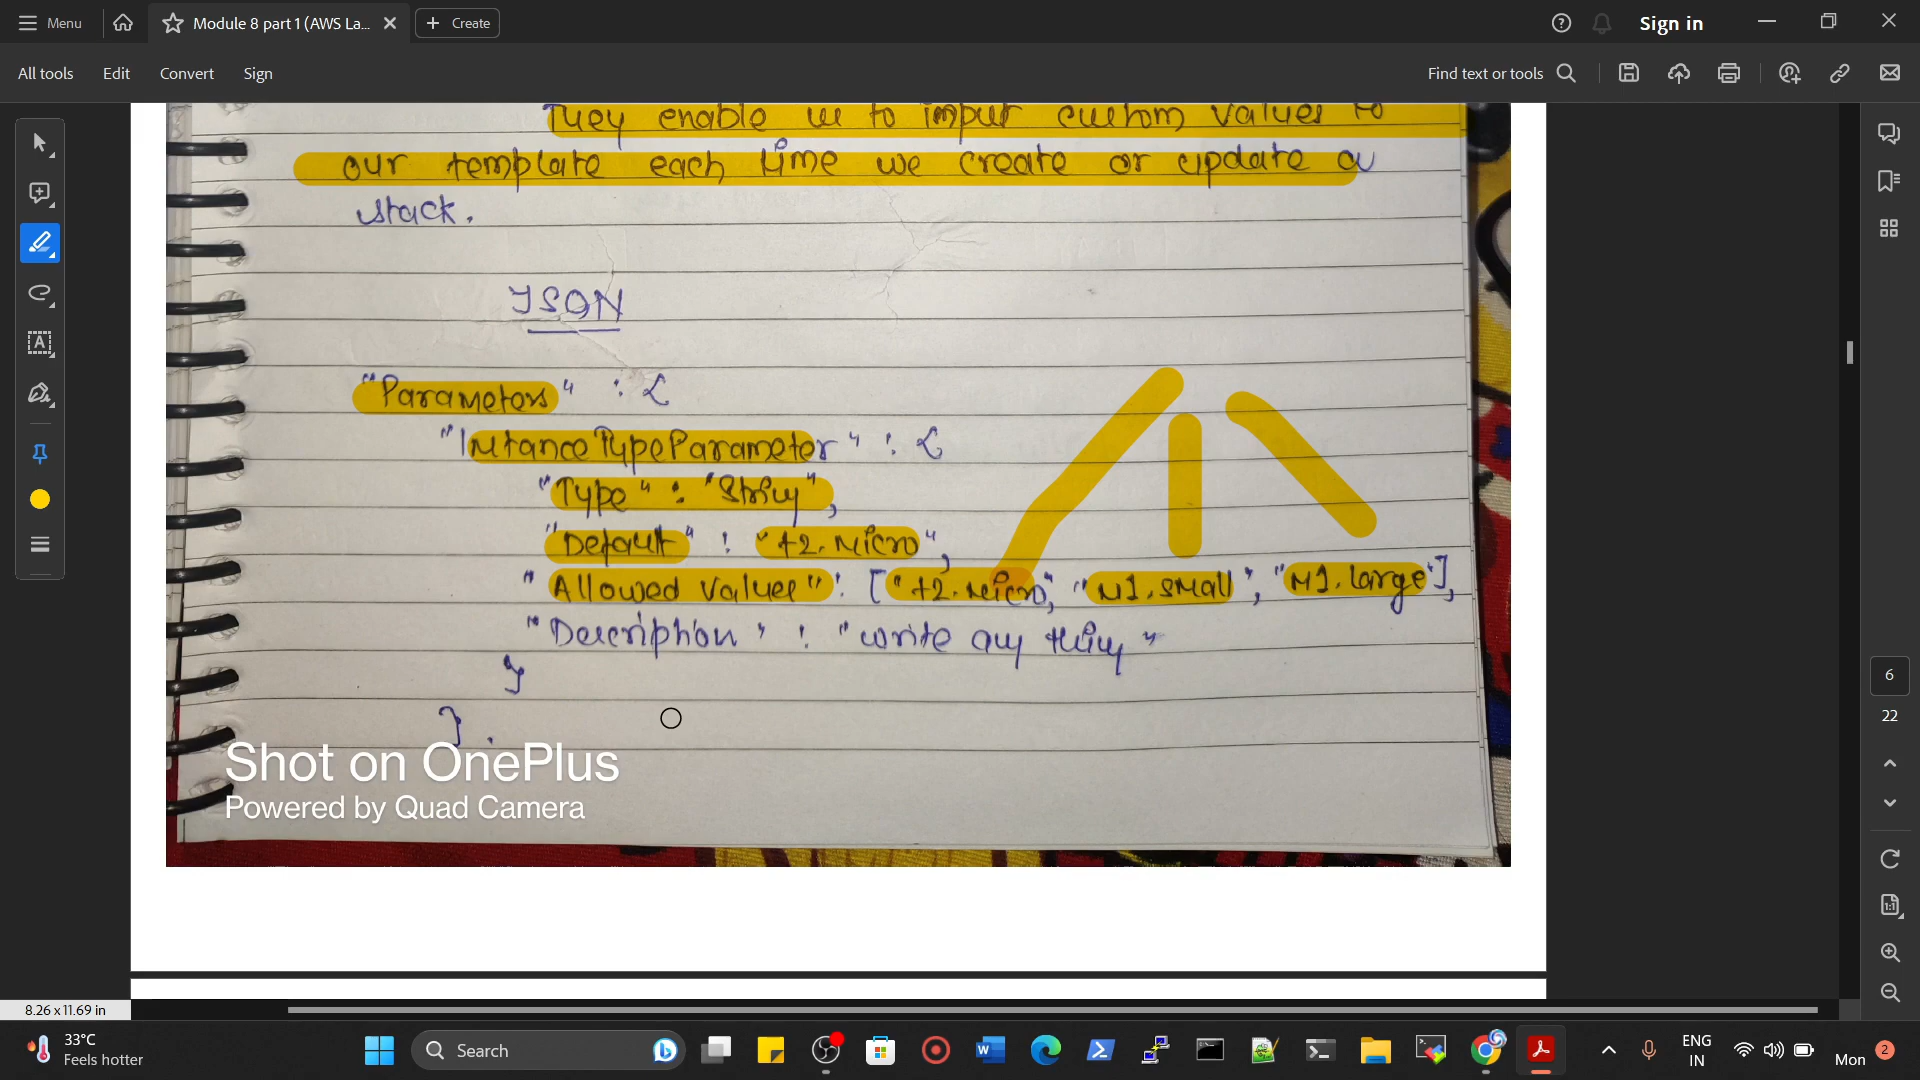 Menu
Module 8 part 1 (AWS La...
Create
Sign in
All tools
Edit
Convert
Sign
Find text or tools
They enable us to input custom values to
our template each time we create or update a
stack.
JSON
"Parameters" : {
"InstanceTypeParameter" : {
"Type" : "String",
"Default" : "t2.micro",
"Allowed Values" : ["t2.micro", "M1.small", "M1.large"],
"Description" : "write any thing"
}
}.
Shot on OnePlus
Powered by Quad Camera
6
22
8.26 x 11.69 in
33°C
Feels hotter
Search
ENG
IN
Mon
2